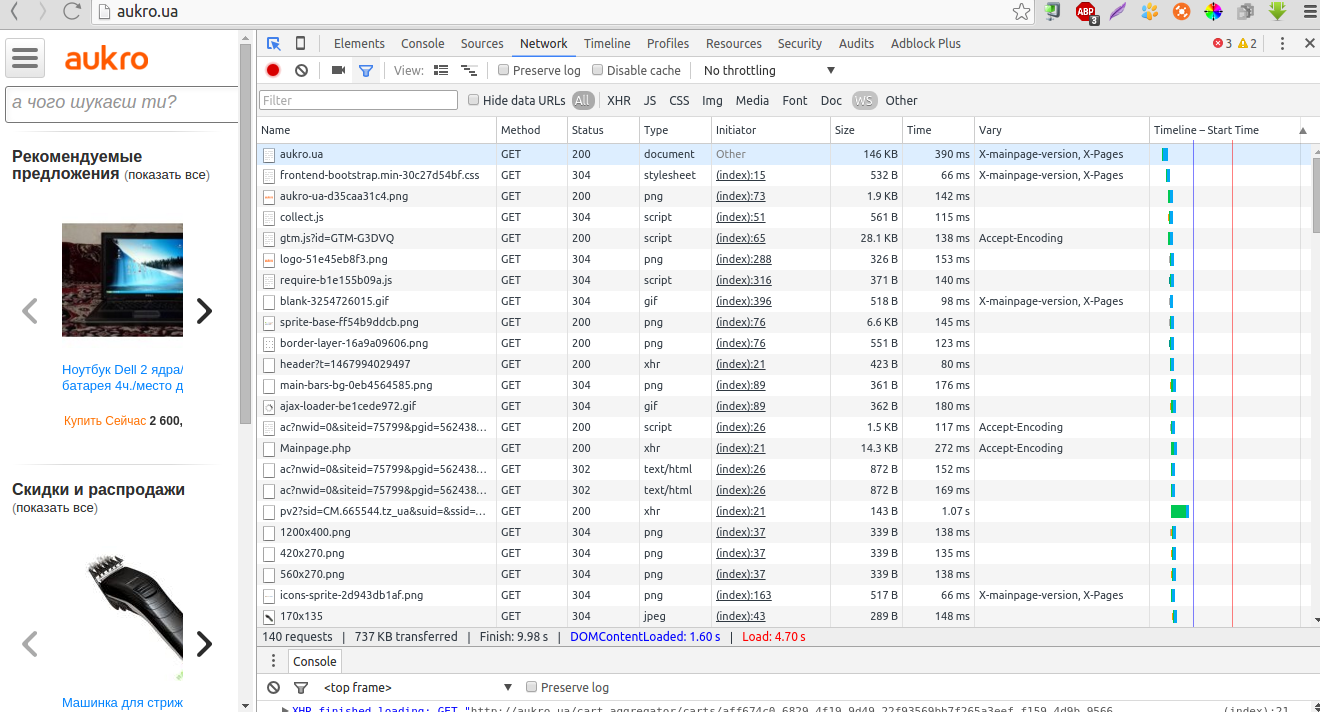 aukro.ua
ABP
3
aukro
а чого шукаєш ти?
Рекомендуемые
предложения (показать все)
Ноутбук Dell 2 ядра/
батарея 4ч./место д
Купить Сейчас 2 600,
Скидки и распродажи
(показать все)
Машинка для стриж
Elements Console Sources Network Timeline Profiles Resources Security Audits Adblock Plus 3 2
View: Preserve log Disable cache No throttling
Filter Hide data URLs All XHR JS CSS Img Media Font Doc WS Other
Name Method Status Type Initiator Size Time Vary Timeline – Start Time
aukro.ua GET 200 document Other 146 KB 390 ms X-mainpage-version, X-Pages
frontend-bootstrap.min-30c27d54bf.css GET 304 stylesheet (index):15 532 B 66 ms X-mainpage-version, X-Pages
aukro-ua-d35caa31c4.png GET 200 png (index):73 1.9 KB 142 ms
collect.js GET 304 script (index):51 561 B 115 ms
gtm.js?id=GTM-G3DVQ GET 200 script (index):65 28.1 KB 138 ms Accept-Encoding
logo-51e45eb8f3.png GET 304 png (index):288 326 B 153 ms
require-b1e155b09a.js GET 304 script (index):316 371 B 140 ms
blank-3254726015.gif GET 304 gif (index):396 518 B 98 ms X-mainpage-version, X-Pages
sprite-base-ff54b9ddcb.png GET 200 png (index):76 6.6 KB 145 ms
border-layer-16a9a09606.png GET 200 png (index):76 551 B 123 ms
header?t=1467994029497 GET 200 xhr (index):21 423 B 80 ms
main-bars-bg-0eb4564585.png GET 304 png (index):89 361 B 176 ms
ajax-loader-be1cede972.gif GET 304 gif (index):89 362 B 180 ms
ac?nwid=0&siteid=75799&pgid=562438... GET 200 script (index):26 1.5 KB 117 ms Accept-Encoding
Mainpage.php GET 200 xhr (index):21 14.3 KB 272 ms Accept-Encoding
ac?nwid=0&siteid=75799&pgid=562438... GET 302 text/html (index):26 872 B 152 ms
ac?nwid=0&siteid=75799&pgid=562438... GET 302 text/html (index):26 872 B 169 ms
pv2?sid=CM.665544.tz_ua&suid=&ssid=... GET 200 xhr (index):21 143 B 1.07 s
1200x400.png GET 304 png (index):37 339 B 138 ms
420x270.png GET 304 png (index):37 339 B 135 ms
560x270.png GET 304 png (index):37 339 B 138 ms
icons-sprite-2d943db1af.png GET 304 png (index):163 517 B 66 ms X-mainpage-version, X-Pages
170x135 GET 304 jpeg (index):43 289 B 148 ms
140 requests | 737 KB transferred | Finish: 9.98 s | DOMContentLoaded: 1.60 s | Load: 4.70 s
Console
<top frame> Preserve log
XHR finished loading: GET "http://aukro.ua/cart-aggregator/carts/aff674c0-6829-4f19-9d49-22f93569bb7f265a3eef-f159-4d9b-9566 (index):21